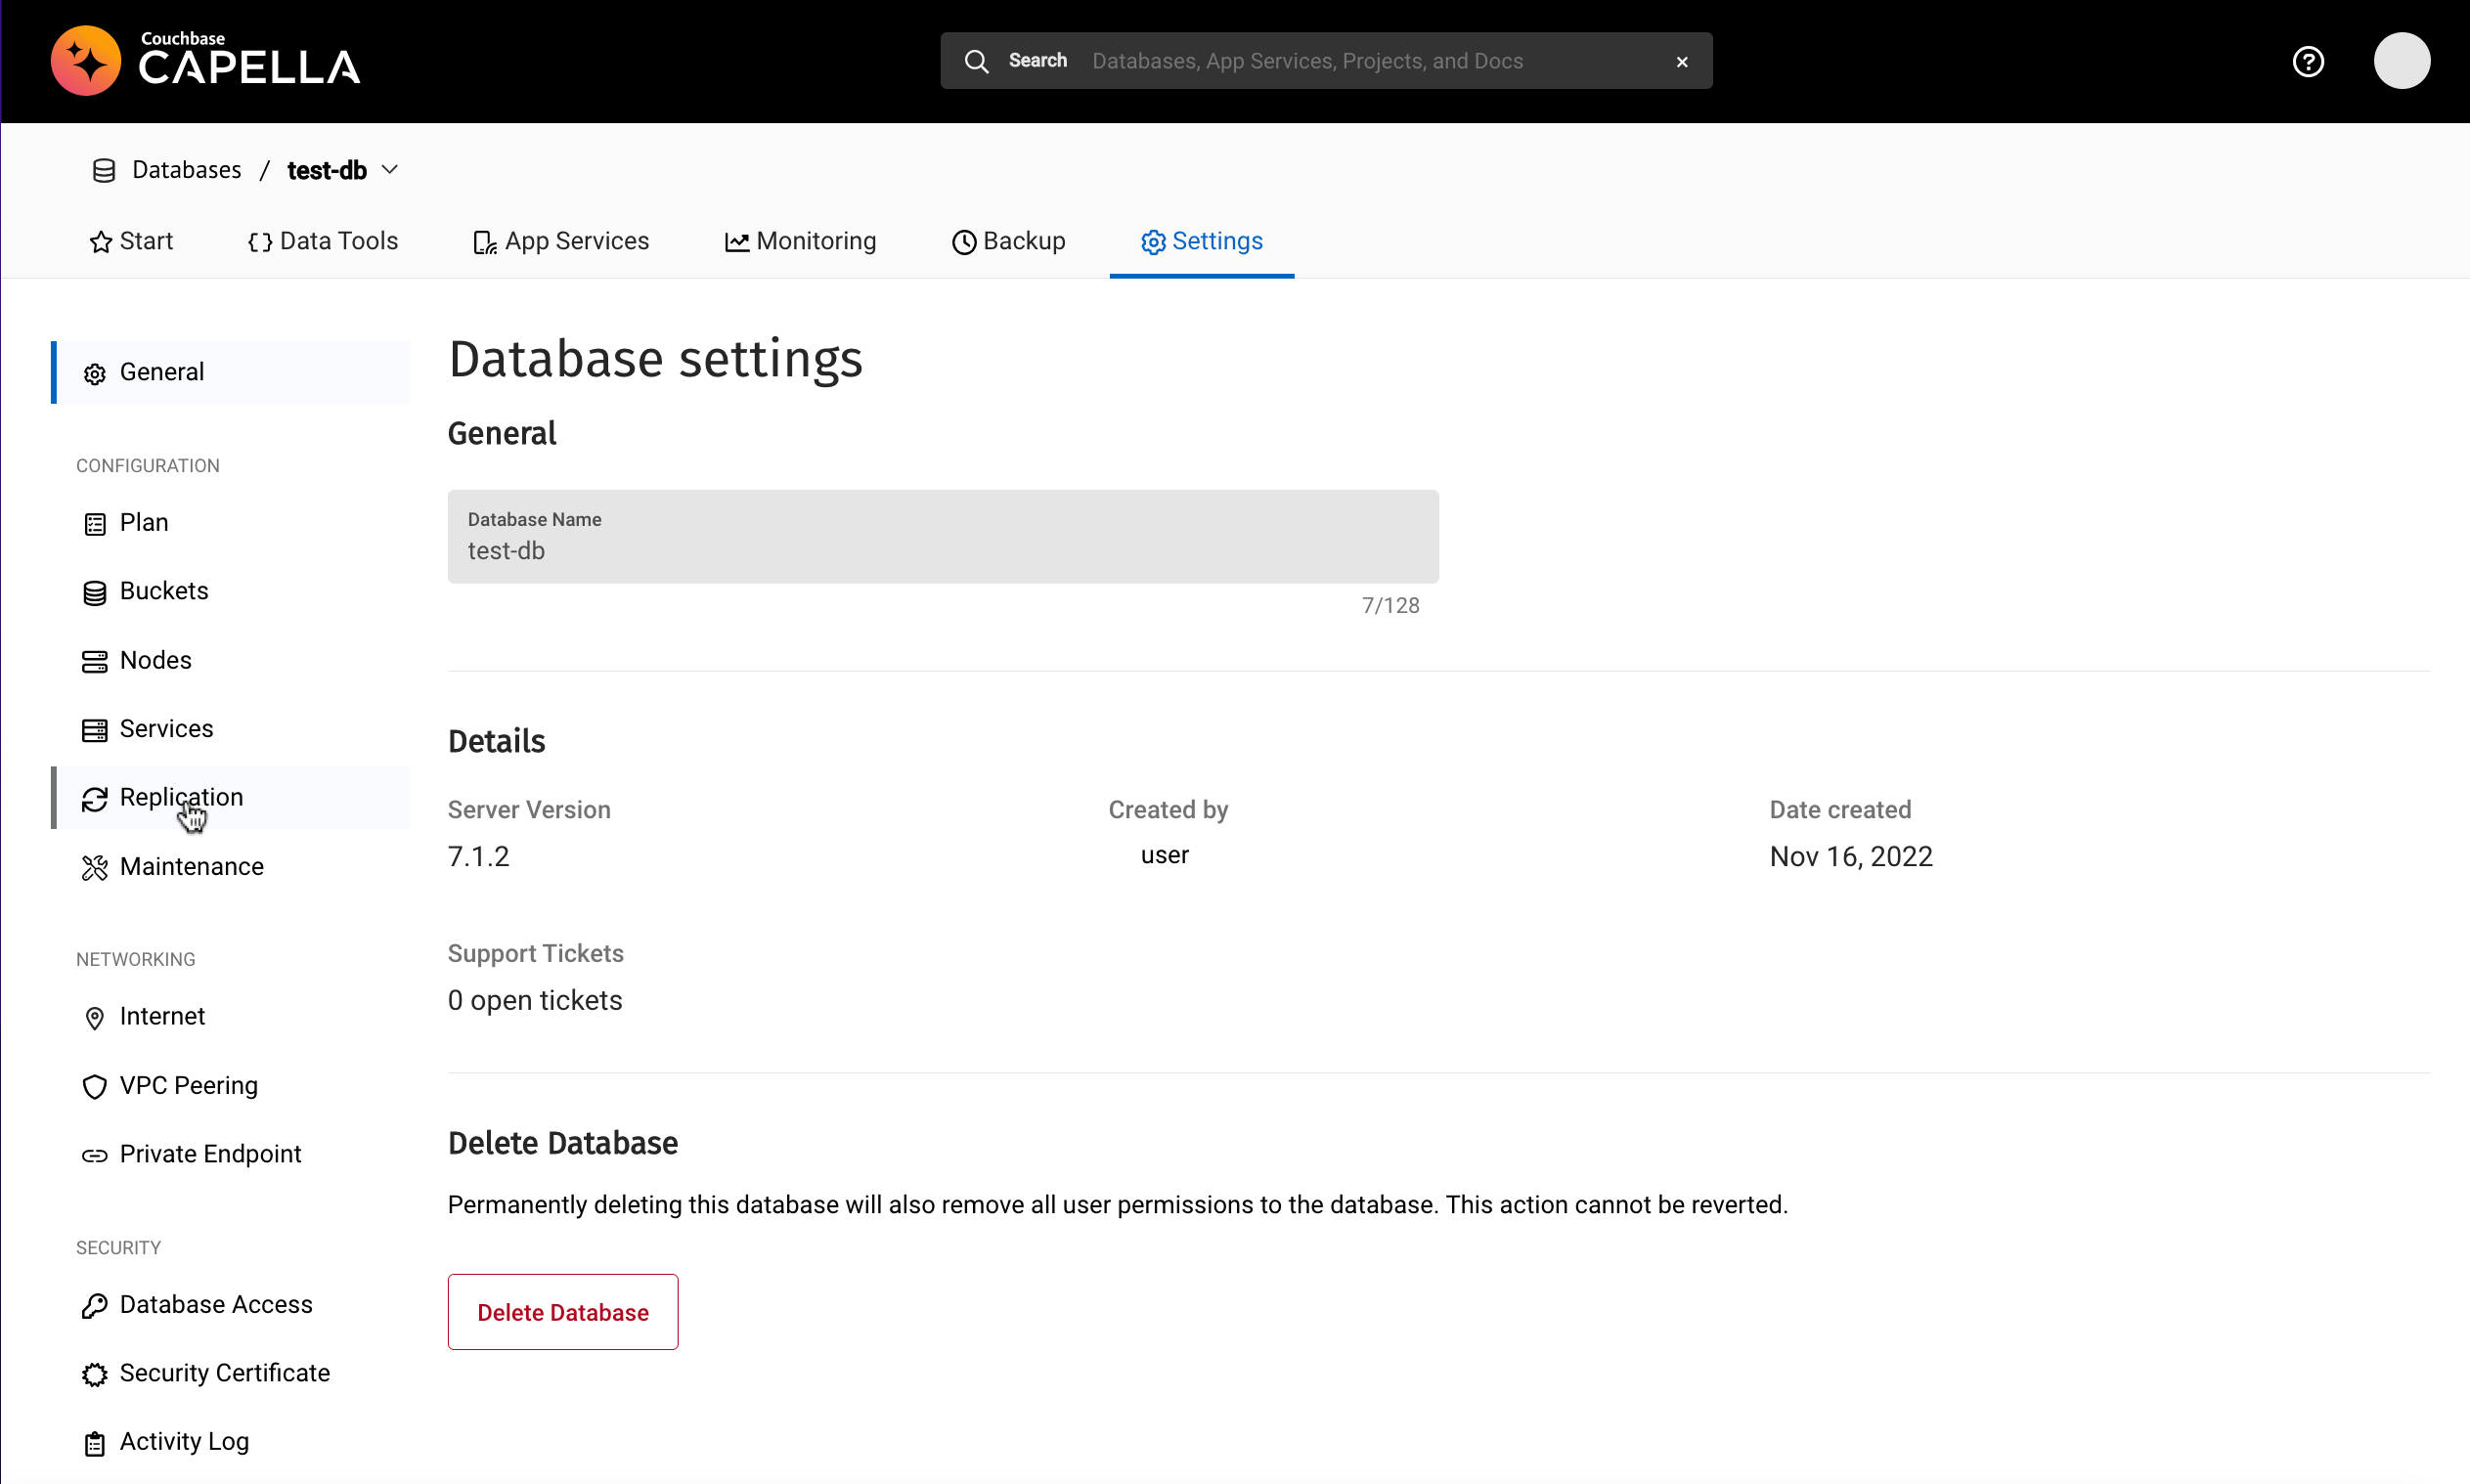 Couchbase
CAPELLA
Search Databases, App Services, Projects, and Docs
Databases / test-db
Start Data Tools App Services Monitoring Backup Settings
General
CONFIGURATION
Plan
Buckets
Nodes
Services
Replication
Maintenance
NETWORKING
Internet
VPC Peering
Private Endpoint
SECURITY
Database Access
Security Certificate
Activity Log
Database settings
General
Database Name
test-db
7/128
Details
Server Version
7.1.2
Created by
user
Date created
Nov 16, 2022
Support Tickets
0 open tickets
Delete Database
Permanently deleting this database will also remove all user permissions to the database. This action cannot be reverted.
Delete Database